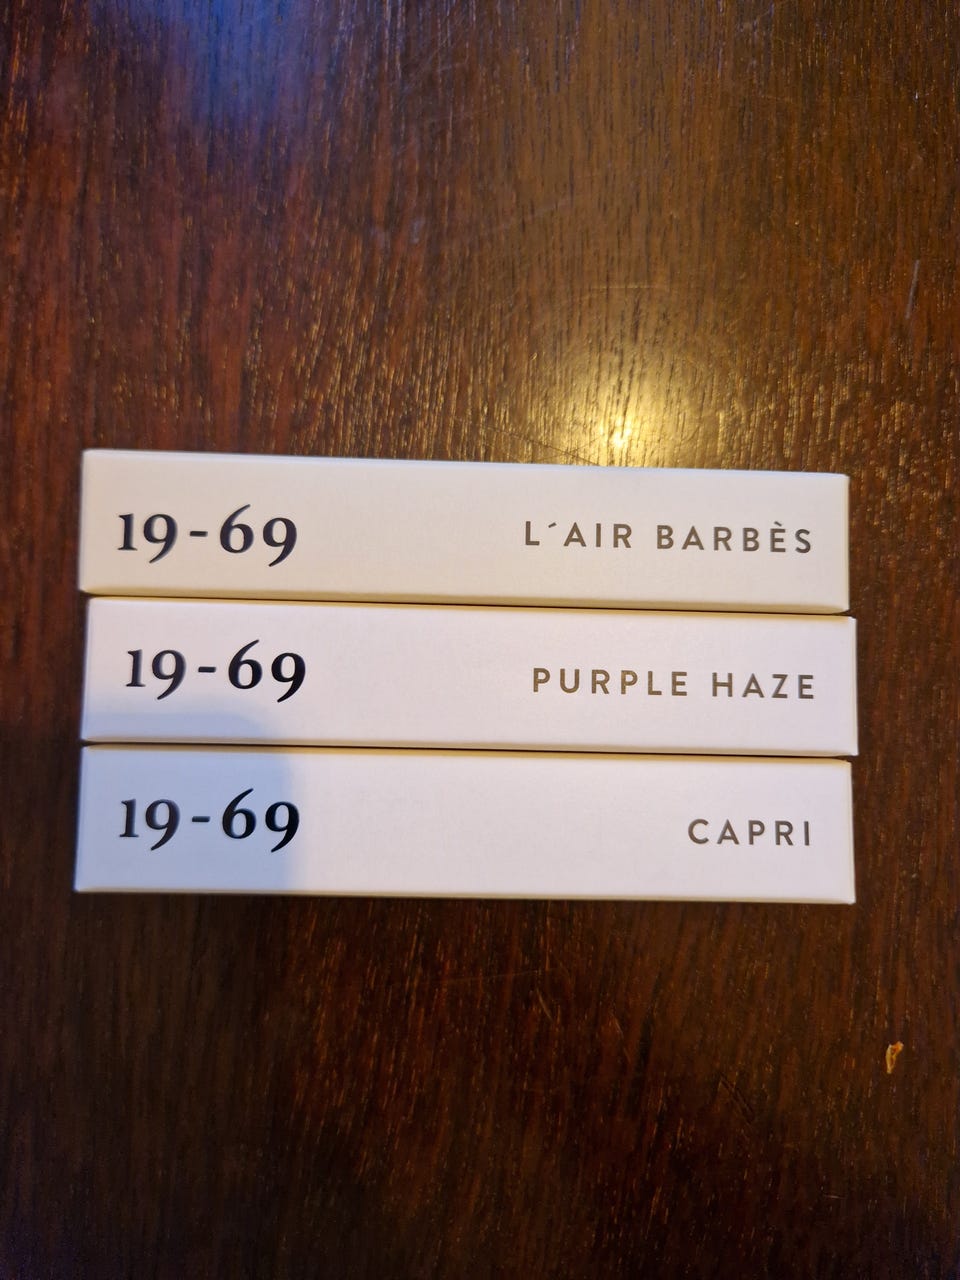 19-69 L´AIR BARBÈS
19-69 PURPLE HAZE
19-69 CAPRI